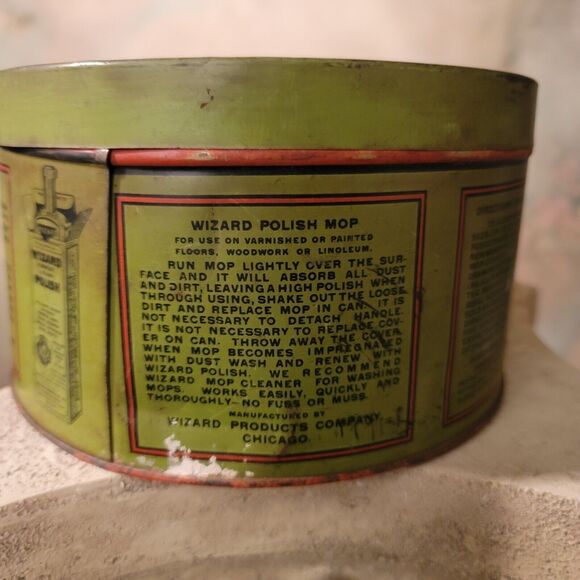 WIZARD
POLISH
WIZARD POLISH MOP
FOR USE ON VARNISHED OR PAINTED
FLOORS, WOODWORK OR LINOLEUM.
RUN MOP LIGHTLY OVER THE SUR-
FACE AND IT WILL ABSORB ALL DUST
AND DIRT, LEAVING A HIGH POLISH WHEN
THROUGH USING, SHAKE OUT THE LOOSE
DIRT AND REPLACE MOP IN CAN. IT IS
NOT NECESSARY TO DETACH HANDLE.
IT IS NOT NECESSARY TO REPLACE COV-
ER ON CAN. THROW AWAY THE COVER
WHEN MOP BECOMES IMPREGNATED
WITH DUST WASH AND RENEW WITH
WIZARD POLISH. WE RECOMMEND
WIZARD MOP CLEANER FOR WASHING
MOPS. WORKS EASILY, QUICKLY AND
THOROUGHLY—NO FUSS OR MUSS.
MANUFACTURED BY
WIZARD PRODUCTS COMPANY
CHICAGO.